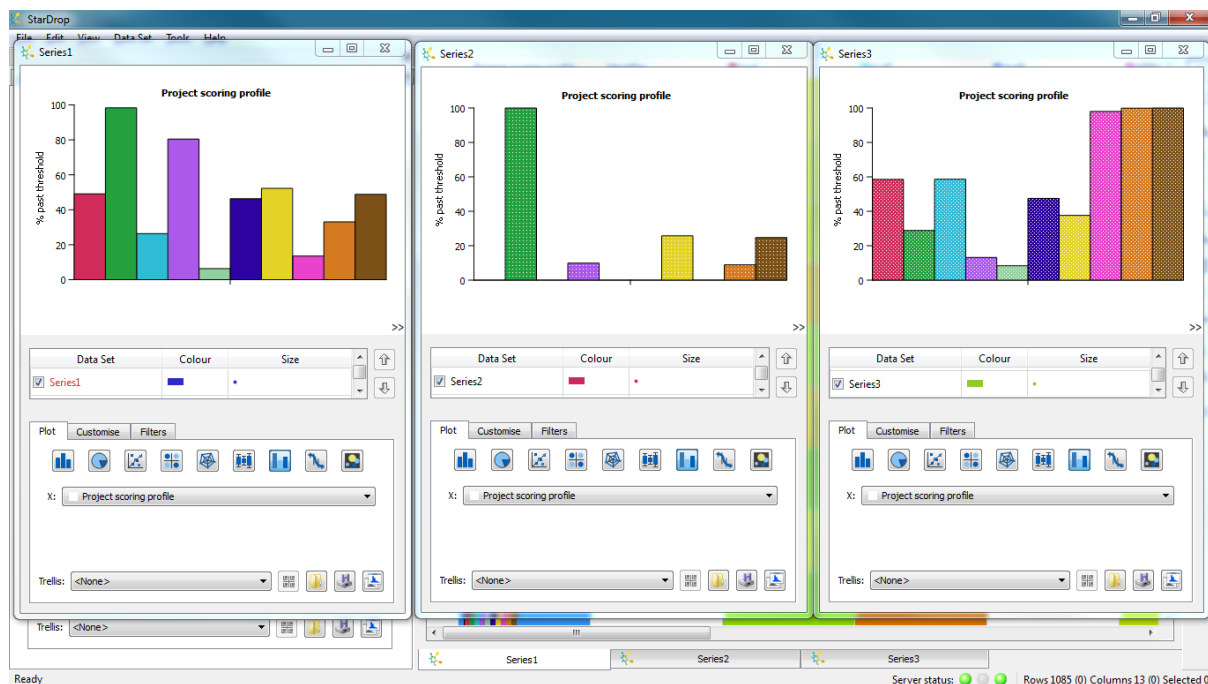 StarDrop
File Edit View Data Set Tools Help
Series1
Project scoring profile
% past threshold
100
80
60
40
20
0
>>
Data Set Colour Size
Series1
Plot Customise Filters
X: Project scoring profile
Trellis: <None>
Series2
Project scoring profile
% past threshold
100
80
60
40
20
0
>>
Data Set Colour Size
Series2
Plot Customise Filters
X: Project scoring profile
Trellis: <None>
Series3
Project scoring profile
% past threshold
100
80
60
40
20
0
>>
Data Set Colour Size
Series3
Plot Customise Filters
X: Project scoring profile
Trellis: <None>
Trellis: <None>
Series1 Series2 Series3
Ready
Server status: Rows 1085 (0) Columns 13 (0) Selected 0